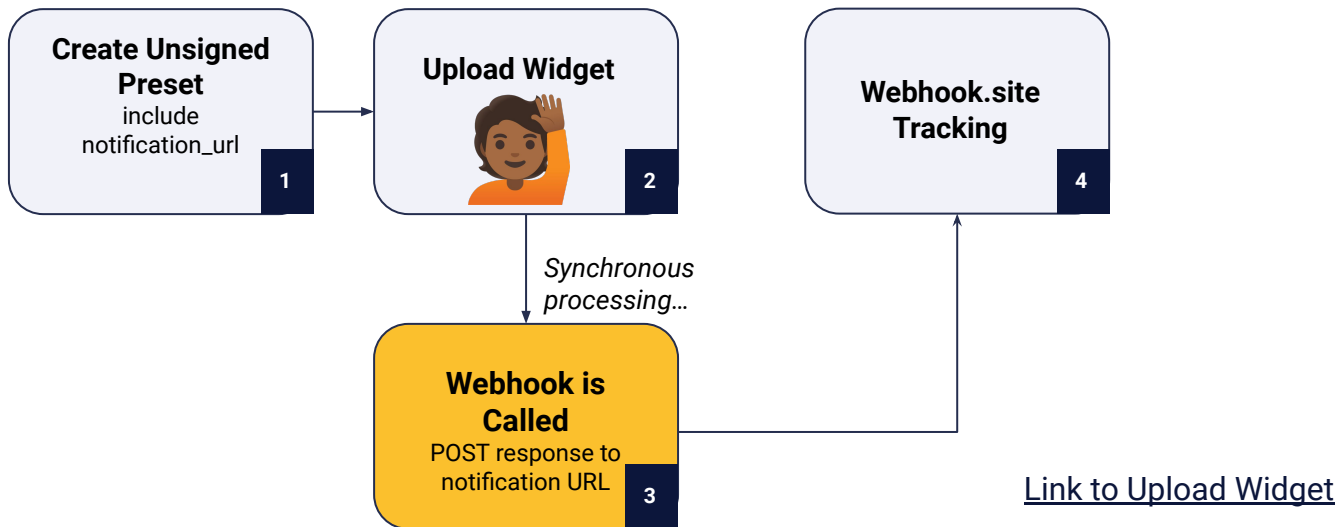 Create Unsigned
Preset
include
notification_url
1
Upload Widget
2
Synchronous
processing…
Webhook is
Called
POST response to
notification URL
3
Webhook.site
Tracking
4
Link to Upload Widget